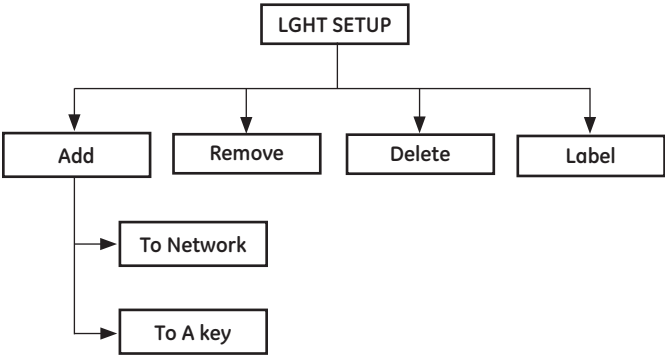 LGHT SETUP
Add
Remove
Delete
Label
To Network
To A key